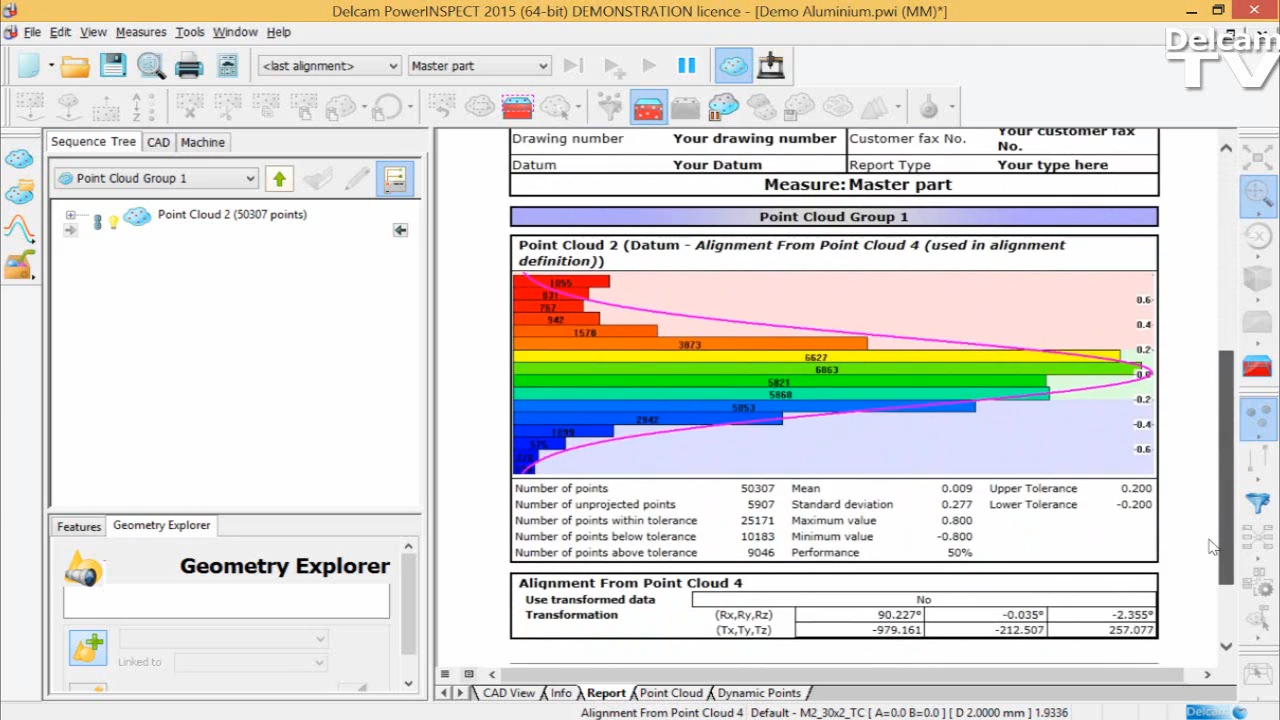 Delcam PowerINSPECT 2015 (64-bit) DEMONSTRATION licence - [Demo Aluminium.pwi (MM)*]
File Edit View Measures Tools Window Help
Delcam
TV
<last alignment> Master part
Sequence Tree CAD Machine
Point Cloud Group 1
Point Cloud 2 (50307 points)
Features Geometry Explorer
Geometry Explorer
Linked to
Drawing number Your drawing number Customer fax No. Your customer fax No.
Datum Your Datum Report Type Your type here
Measure: Master part
Point Cloud Group 1
Point Cloud 2 (Datum - Alignment From Point Cloud 4 (used in alignment
definition))
1055
831
767
942
1578
3873
6627
6863
5821
5868
5053
2942
1099
575
0.6
0.4
0.2
0.0
-0.2
-0.4
-0.6
Number of points 50307 Mean 0.009 Upper Tolerance 0.200
Number of unprojected points 5907 Standard deviation 0.277 Lower Tolerance -0.200
Number of points within tolerance 25171 Maximum value 0.800
Number of points below tolerance 10183 Minimum value -0.800
Number of points above tolerance 9046 Performance 50%
Alignment From Point Cloud 4
Use transformed data No
Transformation (Rx,Ry,Rz) 90.227° -0.035° -2.355°
(Tx,Ty,Tz) -979.161 -212.507 257.077
CAD View Info Report Point Cloud Dynamic Points
Alignment From Point Cloud 4 Default - M2_30x2_TC [ A=0.0 B=0.0 ] [ D 2.0000 mm ] 1.9336
Delcam